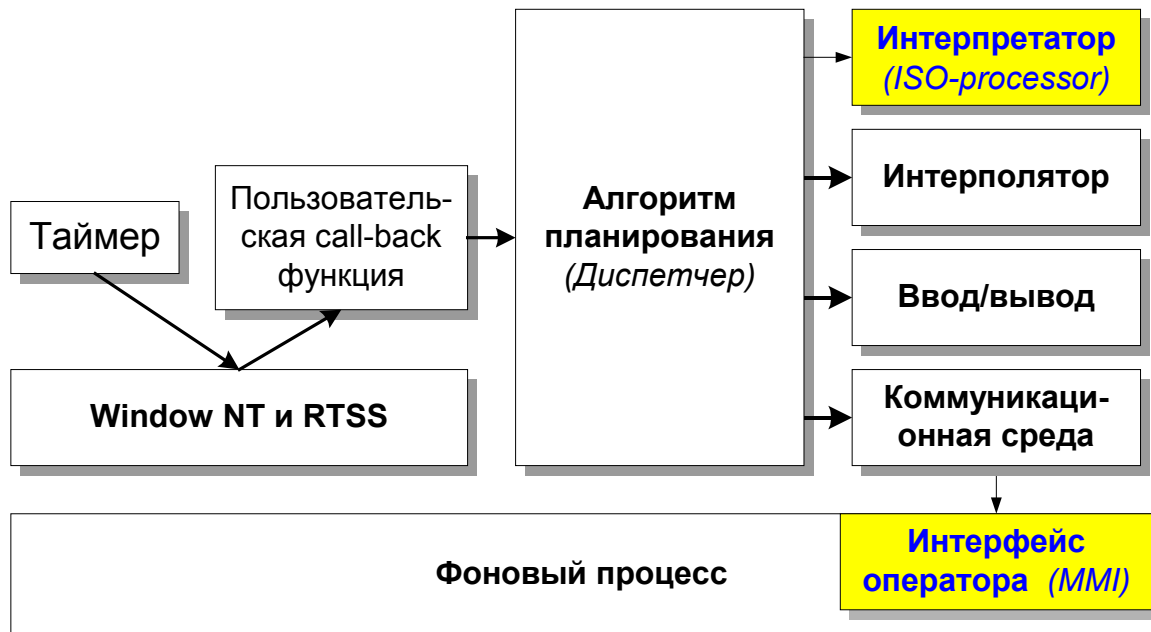 Таймер
Пользователь-
ская call-back
функция
Window NT и RTSS
Алгоритм
планирования
(Диспетчер)
Интерпретатор
(ISO-processor)
Интерполятор
Ввод/вывод
Коммуникаци-
онная среда
Фоновый процесс
Интерфейс
оператора (MMI)